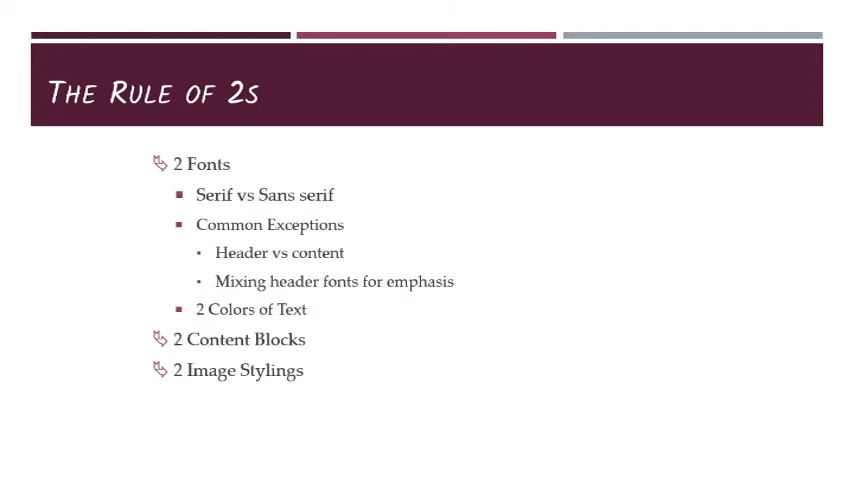 The Rule of 2s
2 Fonts
Serif vs Sans serif
Common Exceptions
Header vs content
Mixing header fonts for emphasis
2 Colors of Text
2 Content Blocks
2 Image Stylings